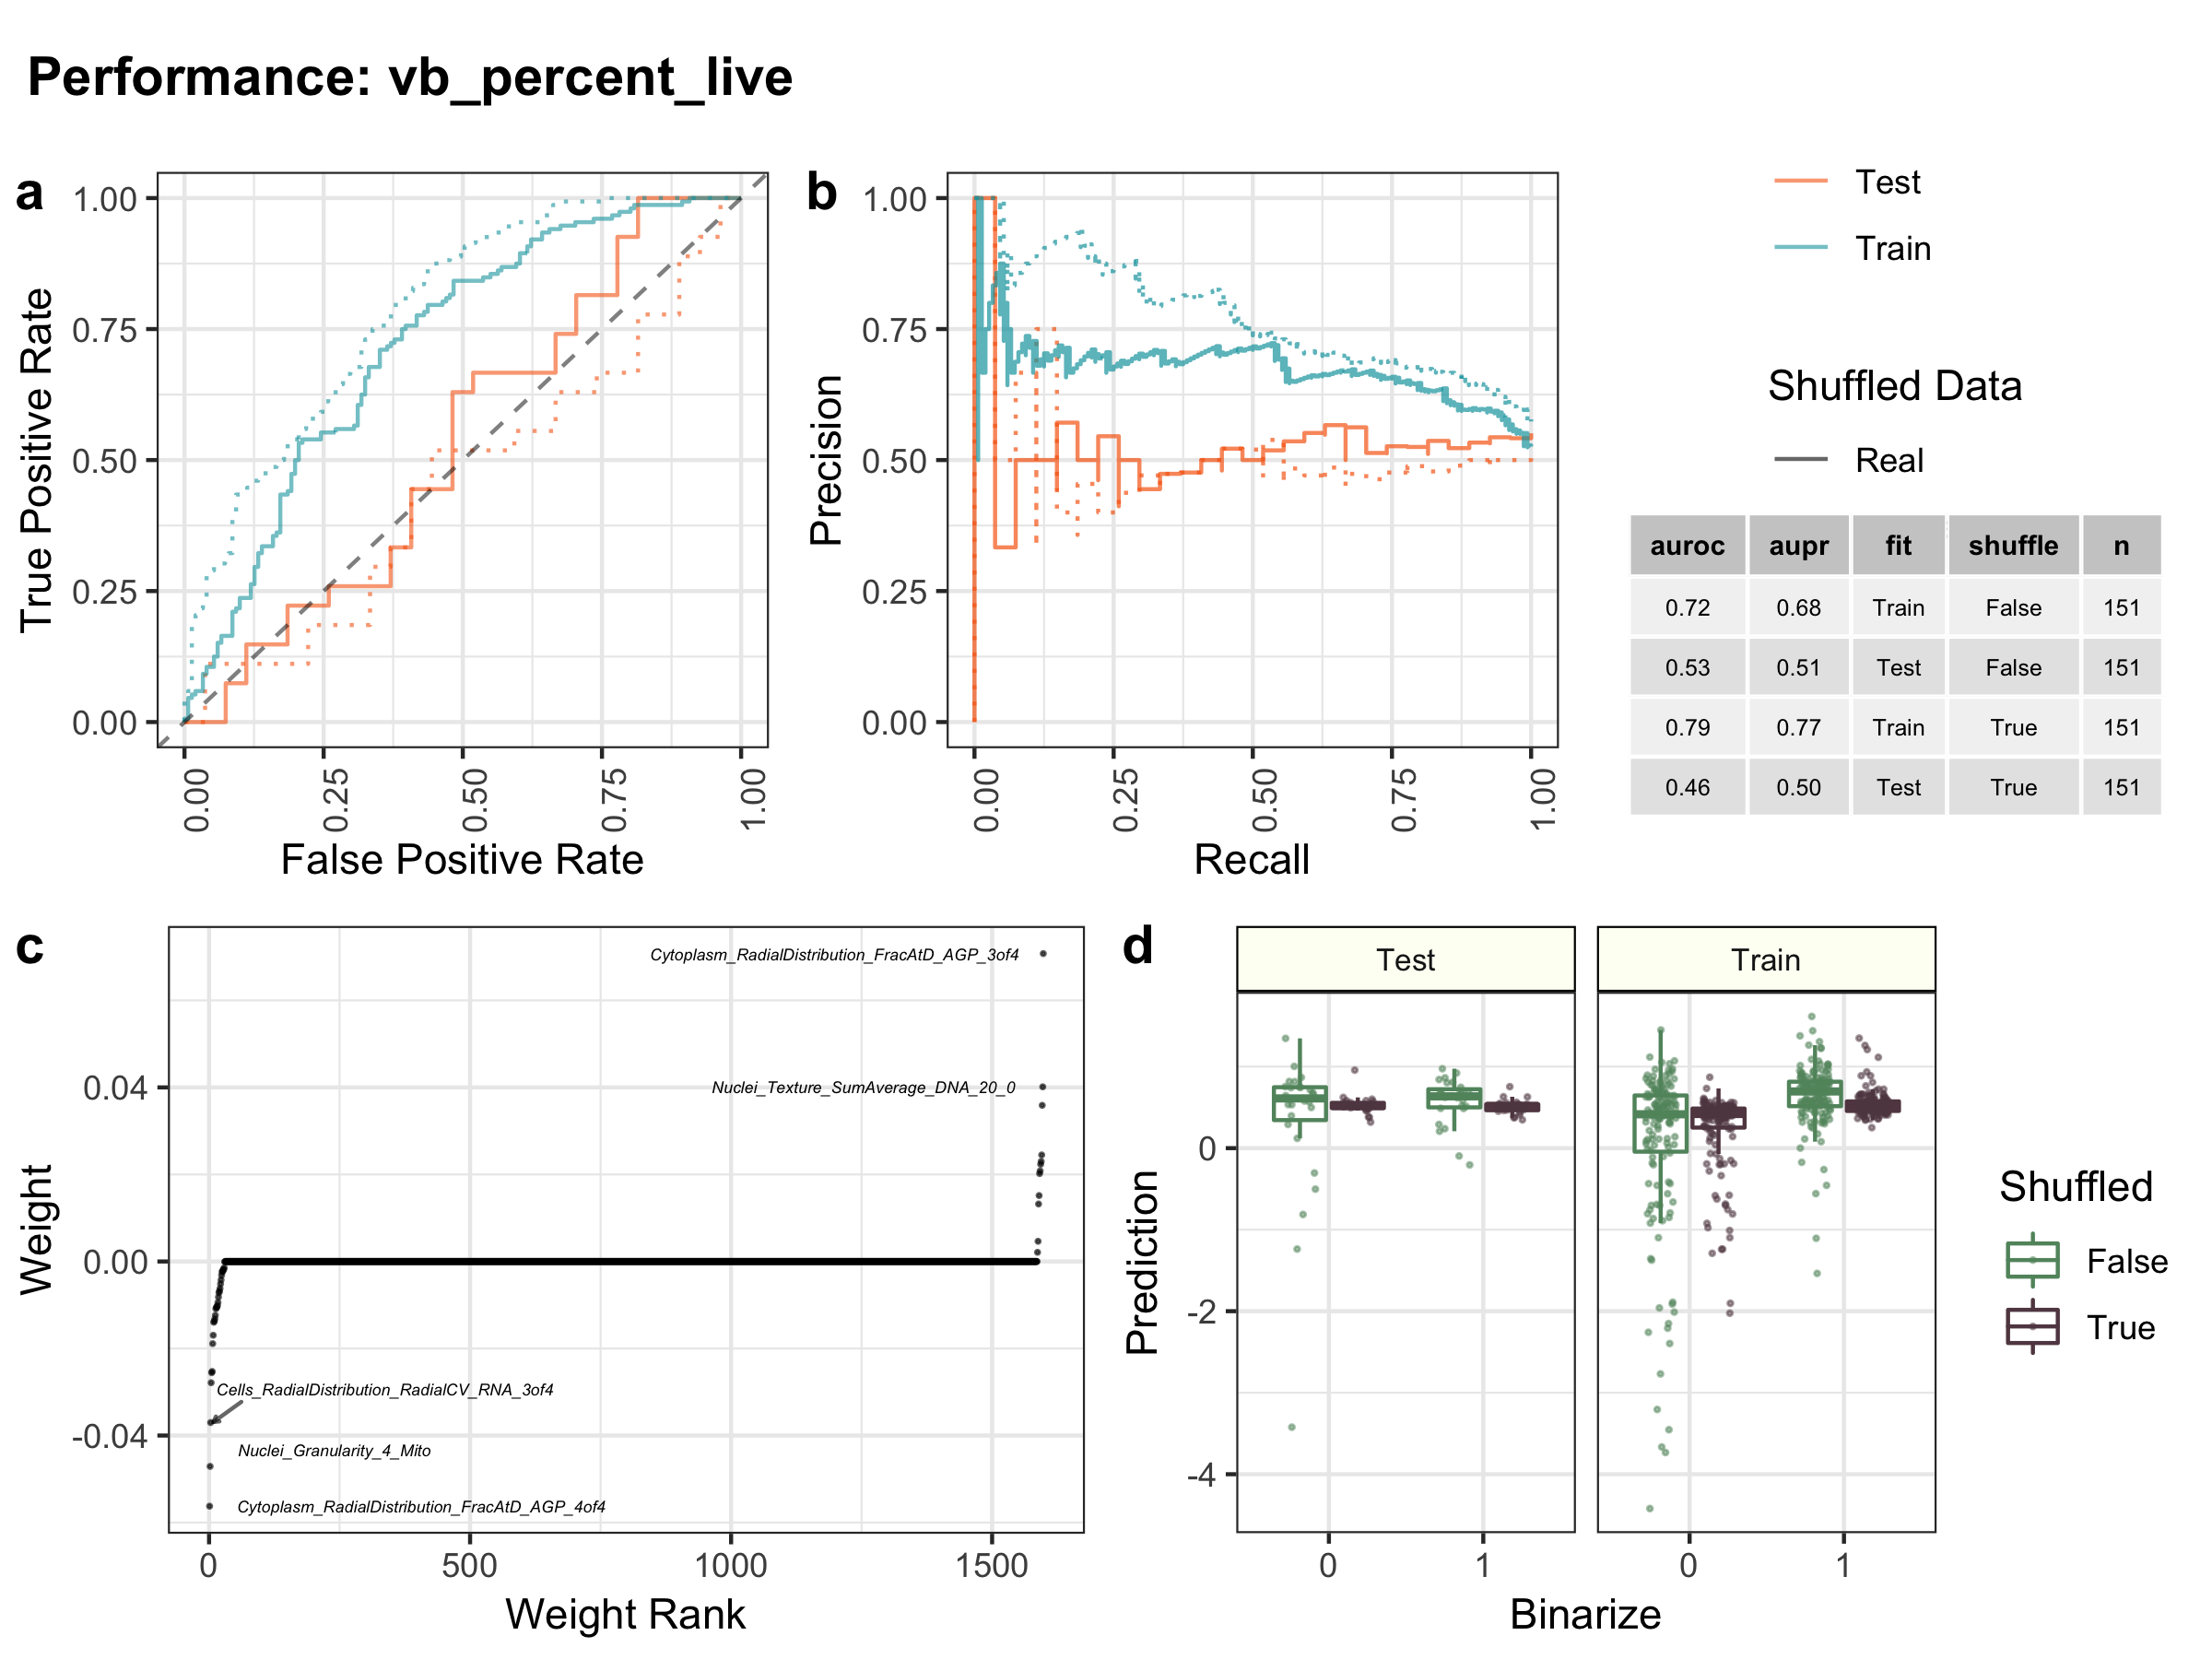 Performance: vb_percent_live
a
True Positive Rate
1.00
0.75
0.50
0.25
0.00
0.00
0.25
0.50
0.75
1.00
False Positive Rate
b
Precision
1.00
0.75
0.50
0.25
0.00
0.00
0.25
0.50
0.75
1.00
Recall
Test
Train
Shuffled Data
Real
auroc aupr fit shuffle n
0.72 0.68 Train False 151
0.53 0.51 Test False 151
0.79 0.77 Train True 151
0.46 0.50 Test True 151
c
Weight
0.04
0.00
-0.04
Cytoplasm_RadialDistribution_FracAtD_AGP_3of4
Nuclei_Texture_SumAverage_DNA_20_0
Cells_RadialDistribution_RadialCV_RNA_3of4
Nuclei_Granularity_4_Mito
Cytoplasm_RadialDistribution_FracAtD_AGP_4of4
0 500 1000 1500
Weight Rank
d
Test Train
Prediction
0
-2
-4
0 1 0 1
Binarize
Shuffled
False
True